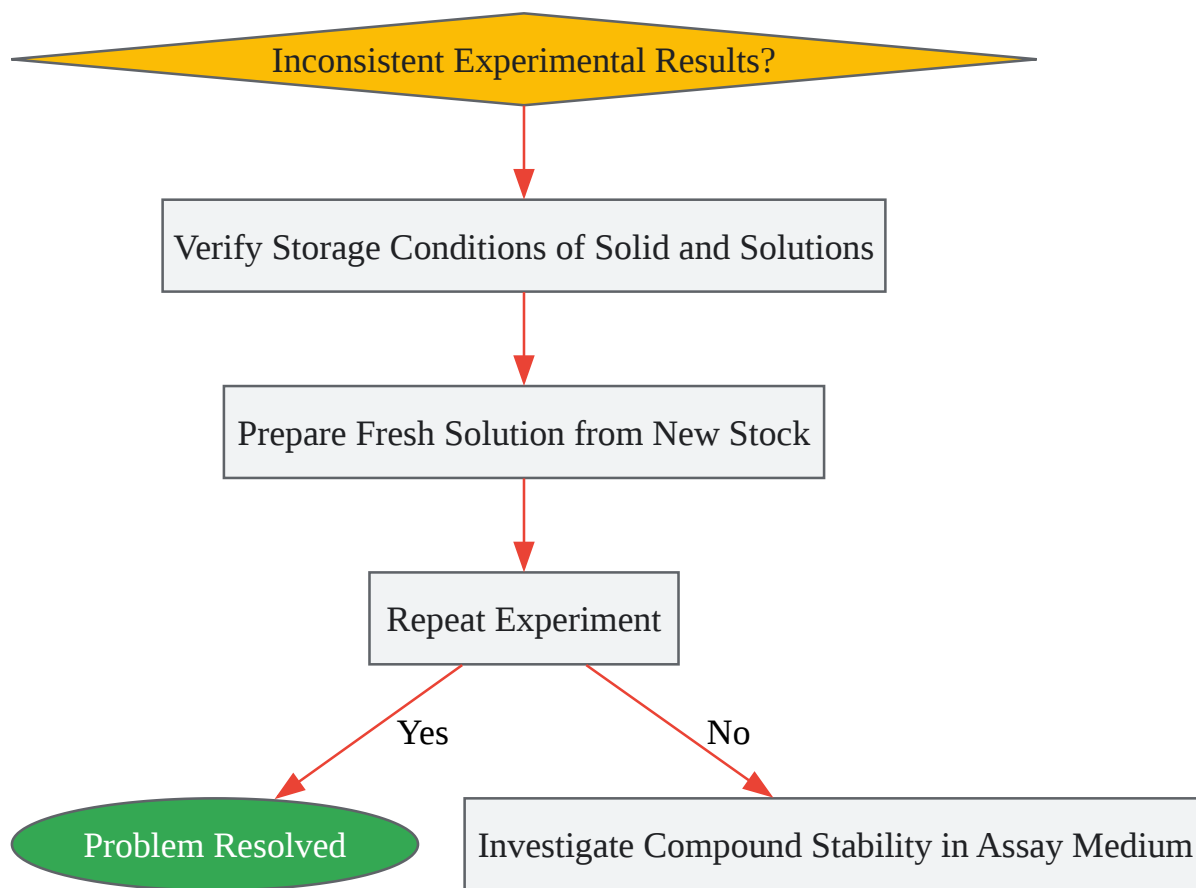 Inconsistent Experimental Results?
Verify Storage Conditions of Solid and Solutions
Prepare Fresh Solution from New Stock
Repeat Experiment
Yes
No
Problem Resolved
Investigate Compound Stability in Assay Medium